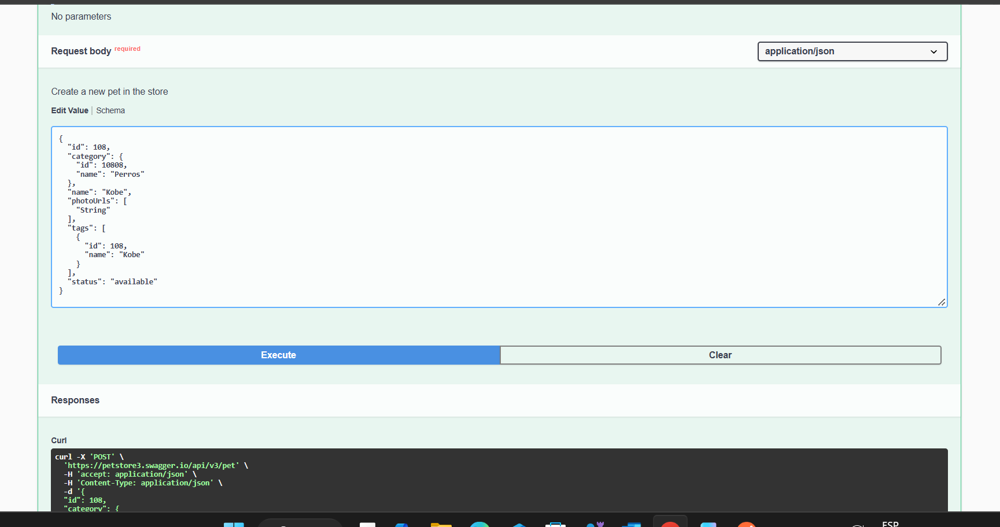 No parameters
Request body required
application/json
Create a new pet in the store
Edit Value | Schema
{
  "id": 108,
  "category": {
    "id": 10808,
    "name": "Perros"
  },
  "name": "Kobe",
  "photoUrls": [
    "String"
  ],
  "tags": [
    {
      "id": 108,
      "name": "Kobe"
    }
  ],
  "status": "available"
}
Execute
Clear
Responses
Curl
curl -X 'POST' \
  'https://petstore3.swagger.io/api/v3/pet' \
  -H 'accept: application/json' \
  -H 'Content-Type: application/json' \
  -d '{
  "id": 108,
  "category": {
ESP